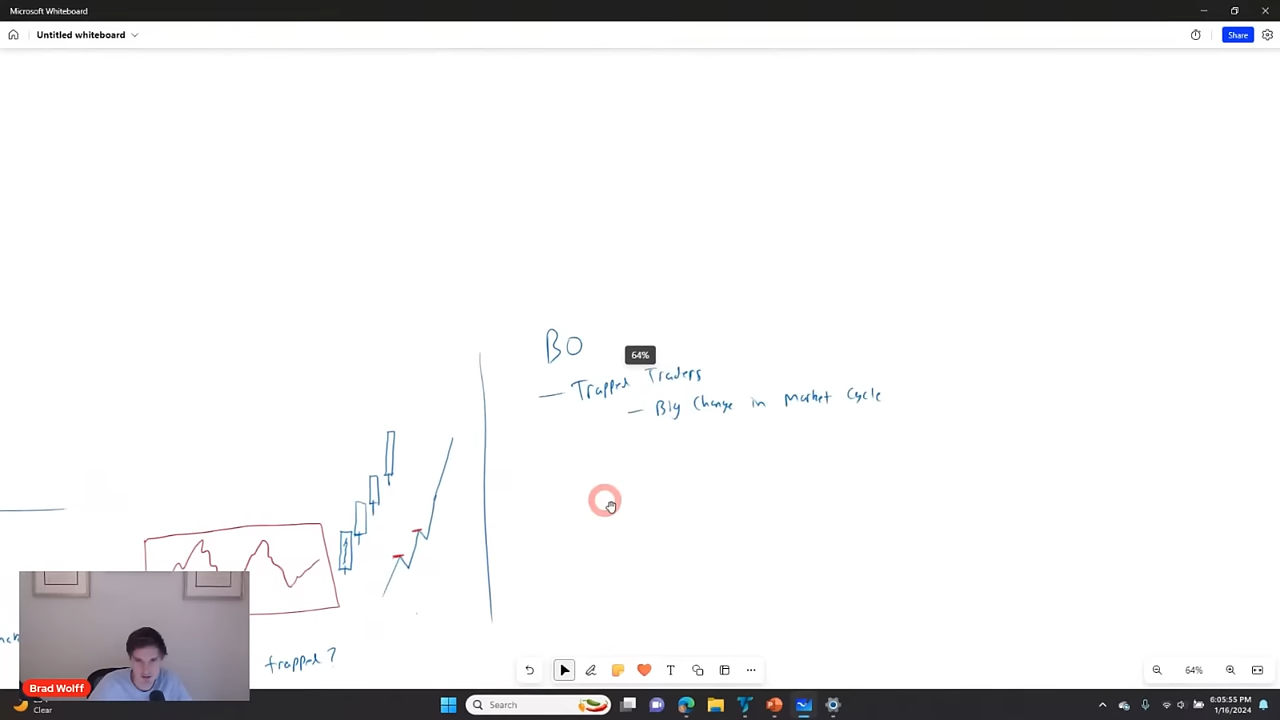 Microsoft Whiteboard
Untitled whiteboard
Share
BO
64%
— Trapped Traders
— Big Change in Market Cycle
trapped?
Brad Wolff
64%
Search
Clear
6:05:55 PM
1/16/2024